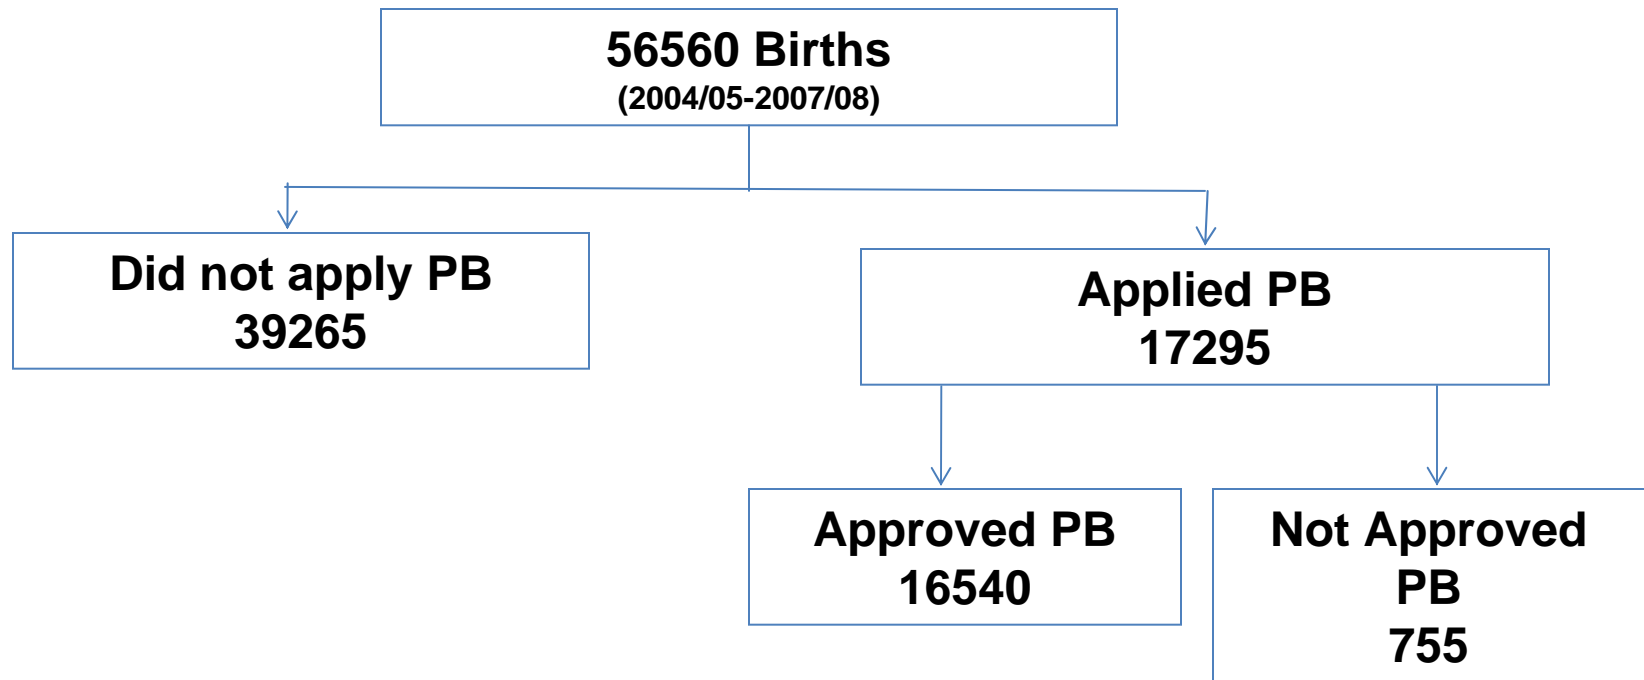 56560 Births
(2004/05-2007/08)
Did not apply PB
39265
Applied PB
17295
Approved PB
16540
Not Approved
PB
755